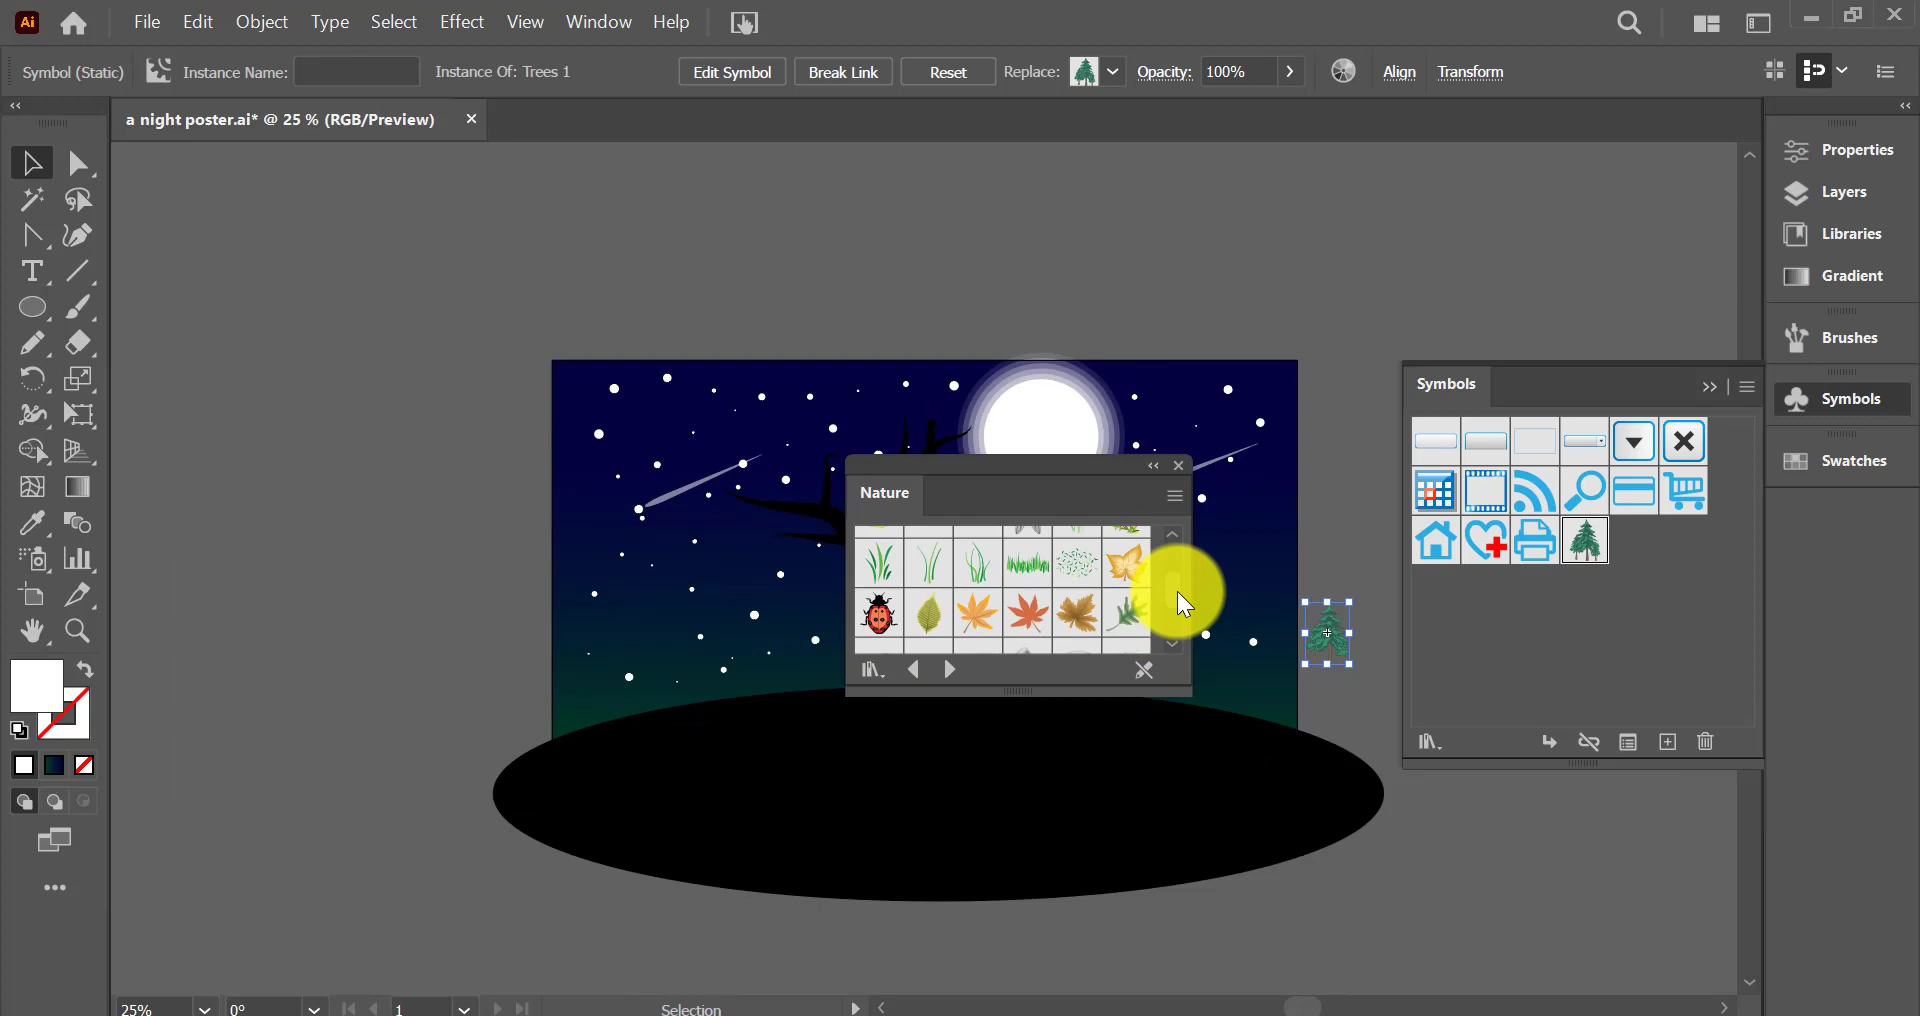 Ai File Edit Object Type Select Effect View Window Help
Symbol (Static) Instance Name: Instance Of: Trees 1 Edit Symbol Break Link Reset Replace: Opacity: 100% Align Transform
a night poster.ai* @ 25 % (RGB/Preview)
Properties
Layers
Libraries
Gradient
Brushes
Symbols
Swatches
Symbols
Nature
25% 0° 1 Selection